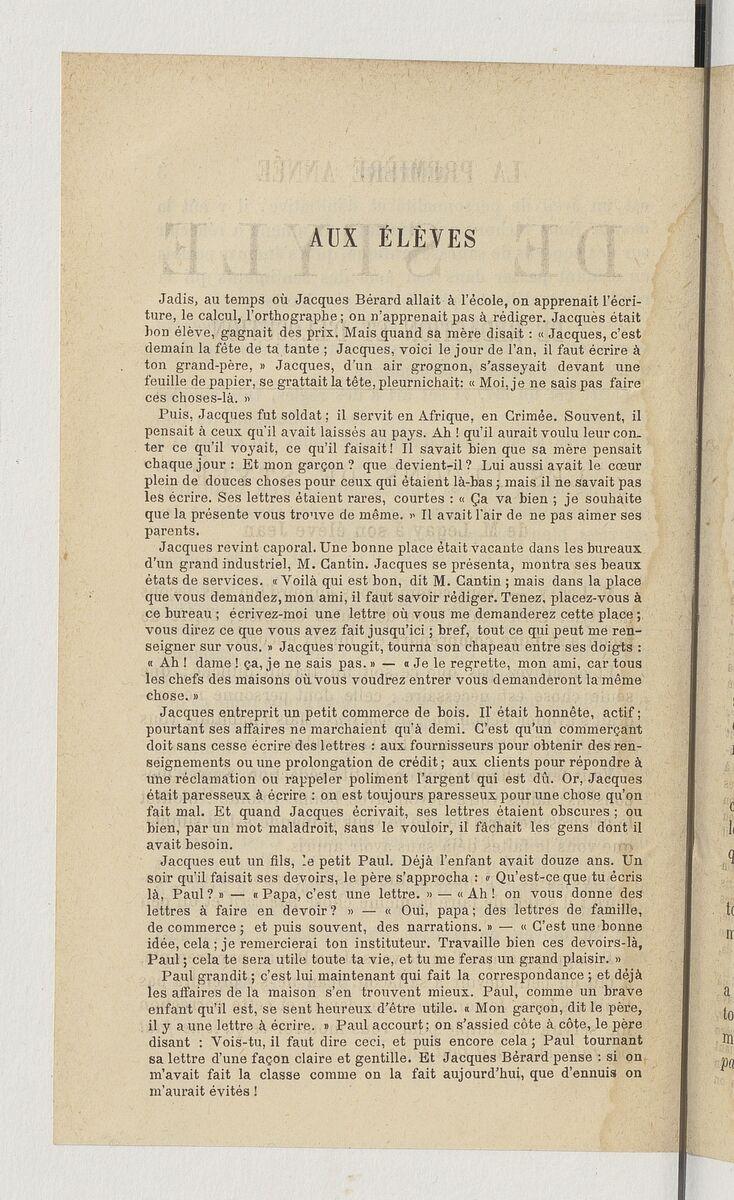 AUX ÉLÈVES
Jadis, au temps où Jacques Bérard allait à l'école, on apprenait l'écri-
ture, le calcul, l'orthographe ; on n'apprenait pas à rédiger. Jacques était
bon élève, gagnait des prix. Mais quand sa mère disait : « Jacques, c'est
demain la fête de ta tante ; Jacques, voici le jour de l'an, il faut écrire à
ton grand-père, » Jacques, d'un air grognon, s'asseyait devant une
feuille de papier, se grattait la tête, pleurnichait: « Moi, je ne sais pas faire
ces choses-là. »
Puis, Jacques fut soldat ; il servit en Afrique, en Crimée. Souvent, il
pensait à ceux qu'il avait laissés au pays. Ah ! qu'il aurait voulu leur con-
ter ce qu'il voyait, ce qu'il faisait! Il savait bien que sa mère pensait
chaque jour : Et mon garçon ? que devient-il ? Lui aussi avait le cœur
plein de douces choses pour ceux qui étaient là-bas ; mais il ne savait pas
les écrire. Ses lettres étaient rares, courtes : « Ça va bien ; je souhaite
que la présente vous trouve de même. » Il avait l'air de ne pas aimer ses
parents.
Jacques revint caporal. Une bonne place était vacante dans les bureaux
d'un grand industriel, M. Cantin. Jacques se présenta, montra ses beaux
états de services. « Voilà qui est bon, dit M. Cantin ; mais dans la place
que vous demandez, mon ami, il faut savoir rédiger. Tenez, placez-vous à
ce bureau ; écrivez-moi une lettre où vous me demanderez cette place ;
vous direz ce que vous avez fait jusqu'ici ; bref, tout ce qui peut me ren-
seigner sur vous. » Jacques rougit, tourna son chapeau entre ses doigts :
« Ah ! dame ! ça, je ne sais pas. » — « Je le regrette, mon ami, car tous
les chefs des maisons où vous voudrez entrer vous demanderont la même
chose. »
Jacques entreprit un petit commerce de bois. Il était honnête, actif ;
pourtant ses affaires ne marchaient qu'à demi. C'est qu'un commerçant
doit sans cesse écrire des lettres : aux fournisseurs pour obtenir des ren-
seignements ou une prolongation de crédit ; aux clients pour répondre à
une réclamation ou rappeler poliment l'argent qui est dû. Or, Jacques
était paresseux à écrire : on est toujours paresseux pour une chose qu'on
fait mal. Et quand Jacques écrivait, ses lettres étaient obscures ; ou
bien, par un mot maladroit, sans le vouloir, il fâchait les gens dont il
avait besoin.
Jacques eut un fils, le petit Paul. Déjà l'enfant avait douze ans. Un
soir qu'il faisait ses devoirs, le père s'approcha : « Qu'est-ce que tu écris
là, Paul ? » — « Papa, c'est une lettre. » — « Ah ! on vous donne des
lettres à faire en devoir ? » — « Oui, papa ; des lettres de famille,
de commerce ; et puis souvent, des narrations. » — « C'est une bonne
idée, cela ; je remercierai ton instituteur. Travaille bien ces devoirs-là,
Paul ; cela te sera utile toute ta vie, et tu me feras un grand plaisir. »
Paul grandit ; c'est lui maintenant qui fait la correspondance ; et déjà
les affaires de la maison s'en trouvent mieux. Paul, comme un brave
enfant qu'il est, se sent heureux d'être utile. « Mon garçon, dit le père,
il y a une lettre à écrire. » Paul accourt ; on s'assied côte à côte, le père
disant : Vois-tu, il faut dire ceci, et puis encore cela ; Paul tournant
sa lettre d'une façon claire et gentille. Et Jacques Bérard pense : si on
m'avait fait la classe comme on la fait aujourd'hui, que d'ennuis on
m'aurait évités !